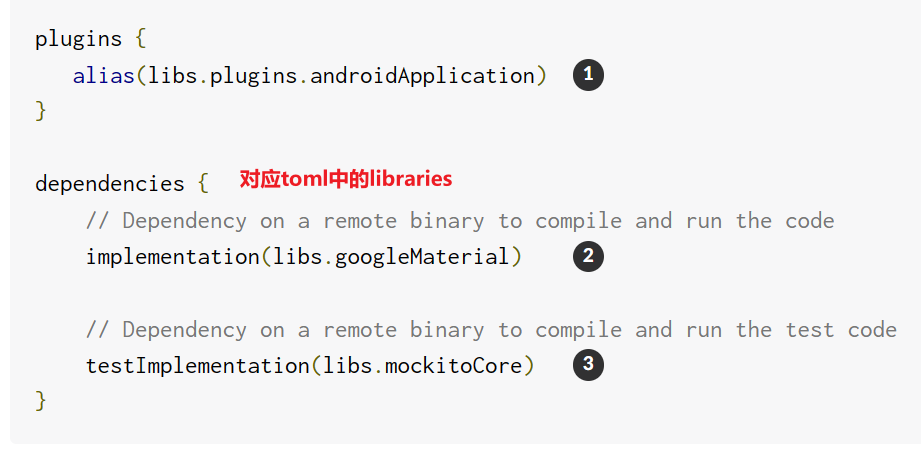 plugins {
alias(libs.plugins.androidApplication) 1
}
dependencies { 对应toml中的libraries
// Dependency on a remote binary to compile and run the code
implementation(libs.googleMaterial) 2
// Dependency on a remote binary to compile and run the test code
testImplementation(libs.mockitoCore) 3
}